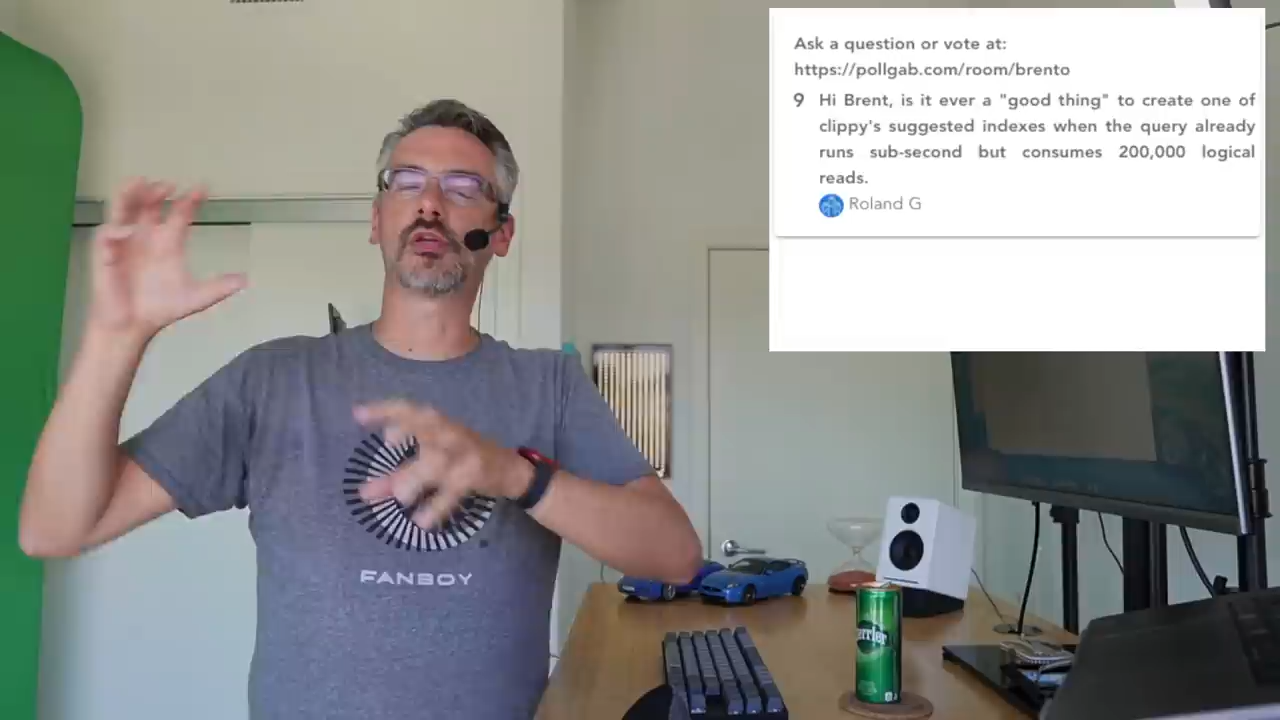 Ask a question or vote at:
https://pollgab.com/room/brento
9 Hi Brent, is it ever a "good thing" to create one of
clippy's suggested indexes when the query already
runs sub-second but consumes 200,000 logical
reads.
Roland G
FANBOY